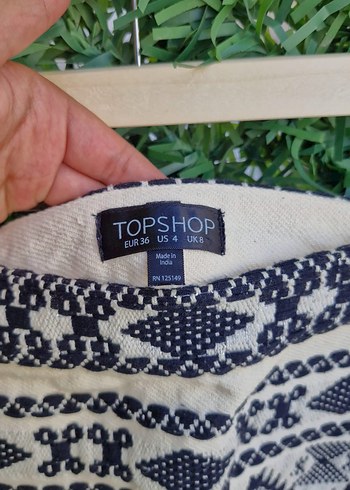 TOPSHOP
EUR 36 US 4 UK 8
Made in
India
RN 125149